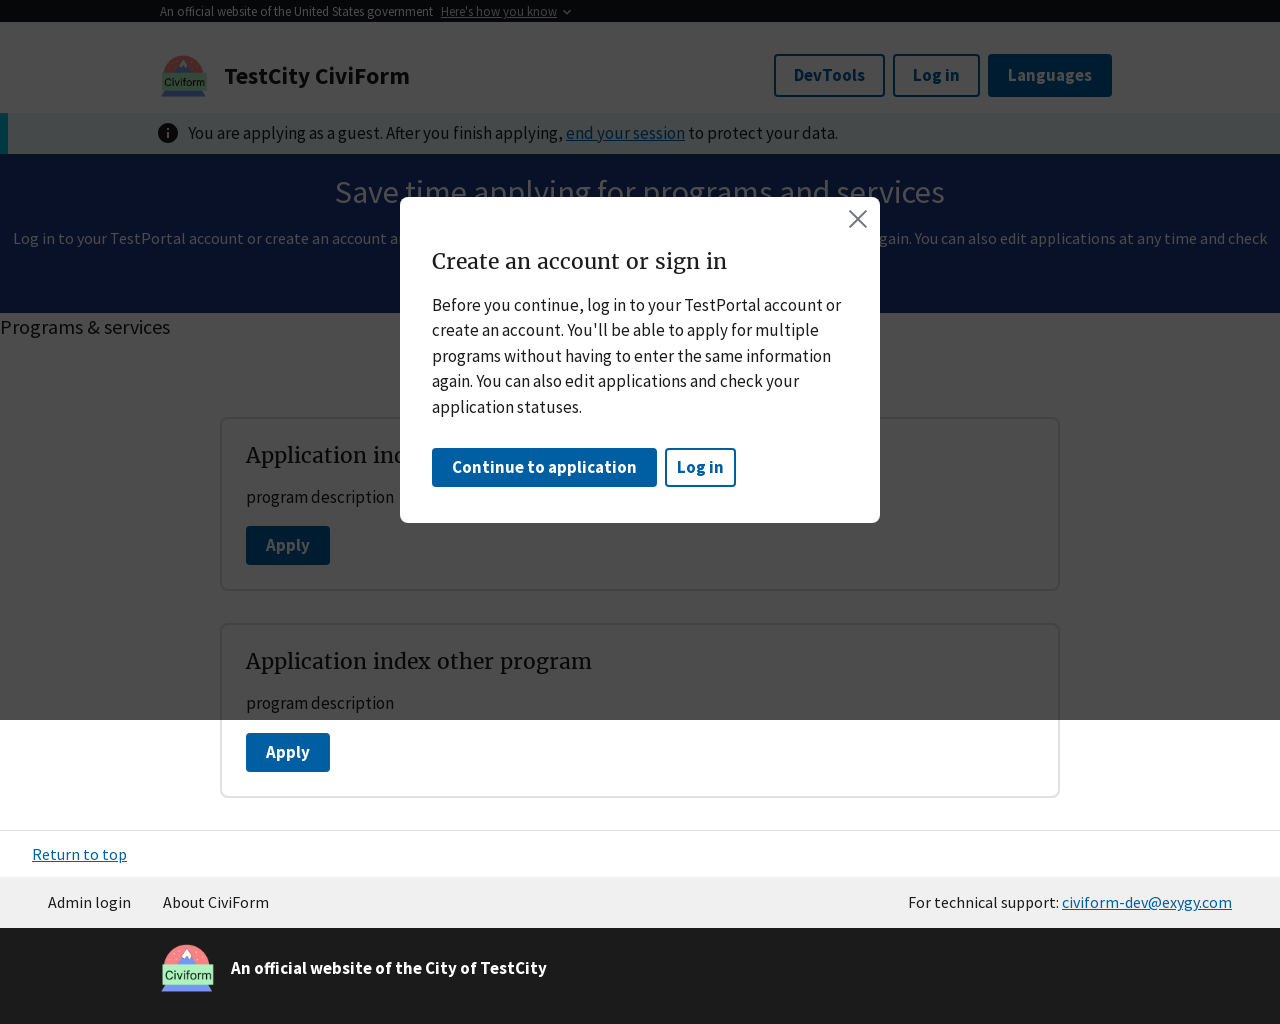 An official website of the United States government Here's how you know
Civiform
TestCity CiviForm
DevTools
Log in
Languages
You are applying as a guest. After you finish applying, end your session to protect your data.
Save time applying for programs and services
Log in to your TestPortal account or create an account
gain. You can also edit applications at any time and check
Programs & services
Create an account or sign in
Before you continue, log in to your TestPortal account or
create an account. You'll be able to apply for multiple
programs without having to enter the same information
again. You can also edit applications and check your
application statuses.
Continue to application
Log in
Application
program description
Apply
Application index other program
program description
Apply
Return to top
Admin login
About CiviForm
For technical support: civiform-dev@exygy.com
Civiform
An official website of the City of TestCity